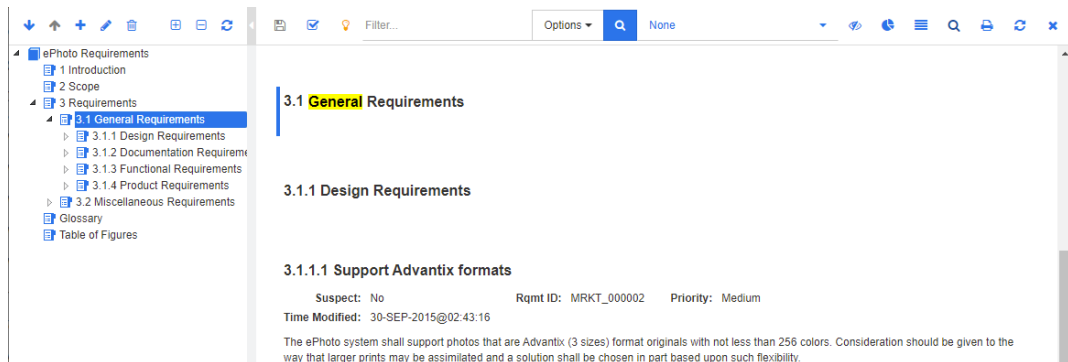 Filter...
Options
None
ePhoto Requirements
1 Introduction
2 Scope
3 Requirements
3.1 General Requirements
3.1.1 Design Requirements
3.1.2 Documentation Requireme
3.1.3 Functional Requirements
3.1.4 Product Requirements
3.2 Miscellaneous Requirements
Glossary
Table of Figures
3.1 General Requirements
3.1.1 Design Requirements
3.1.1.1 Support Advantix formats
Suspect: No Rqmt ID: MRKT_000002 Priority: Medium
Time Modified: 30-SEP-2015@02:43:16
The ePhoto system shall support photos that are Advantix (3 sizes) format originals with not less than 256 colors. Consideration should be given to the
way that larger prints may be assimilated and a solution shall be chosen in part based upon such flexibility.